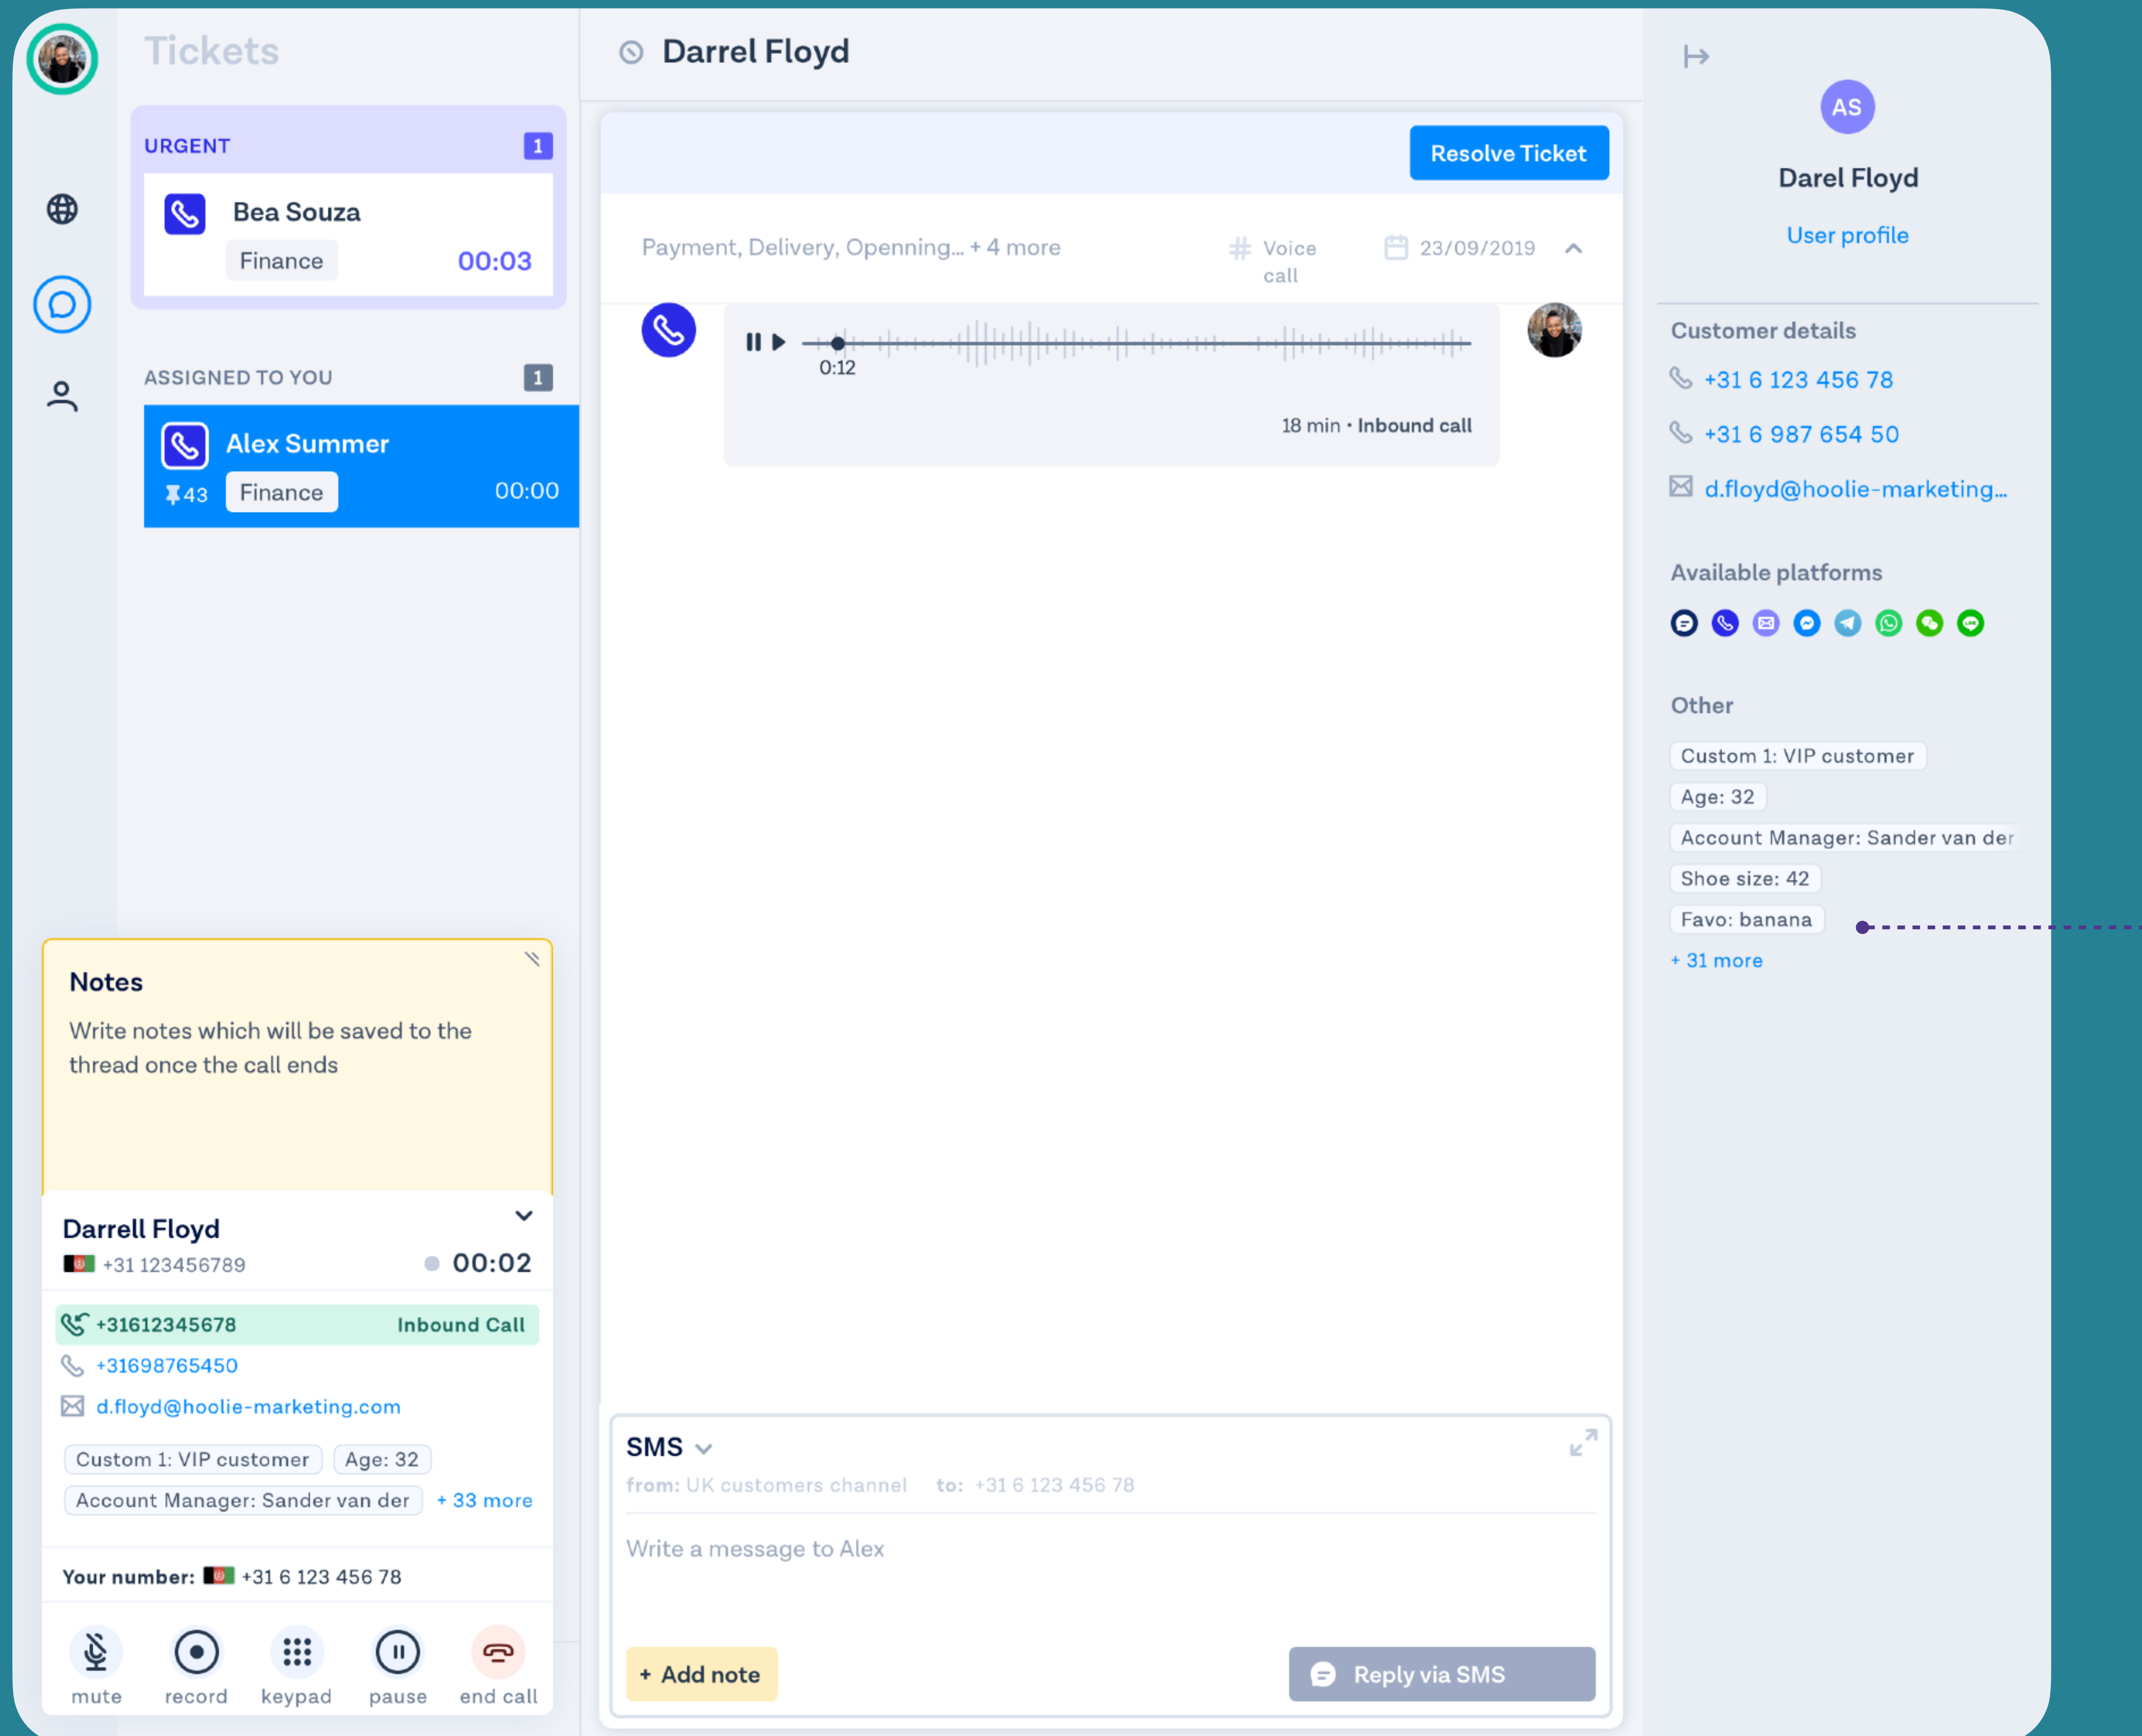 Tickets
URGENT 1
Bea Souza
Finance 00:03
ASSIGNED TO YOU 1
Alex Summer
43 Finance 00:00
Notes
Write notes which will be saved to the
thread once the call ends
Darrell Floyd
+31 123456789 00:02
+31612345678 Inbound Call
+31698765450
d.floyd@hoolie-marketing.com
Custom 1: VIP customer Age: 32
Account Manager: Sander van der + 33 more
Your number: +31 6 123 456 78
mute record keypad pause end call
Darrel Floyd
Resolve Ticket
Payment, Delivery, Openning... + 4 more # Voice call 23/09/2019
0:12
18 min • Inbound call
SMS
from: UK customers channel to: +31 6 123 456 78
Write a message to Alex
+ Add note
Reply via SMS
AS
Darel Floyd
User profile
Customer details
+31 6 123 456 78
+31 6 987 654 50
d.floyd@hoolie-marketing...
Available platforms
Other
Custom 1: VIP customer
Age: 32
Account Manager: Sander van der
Shoe size: 42
Favo: banana
+ 31 more